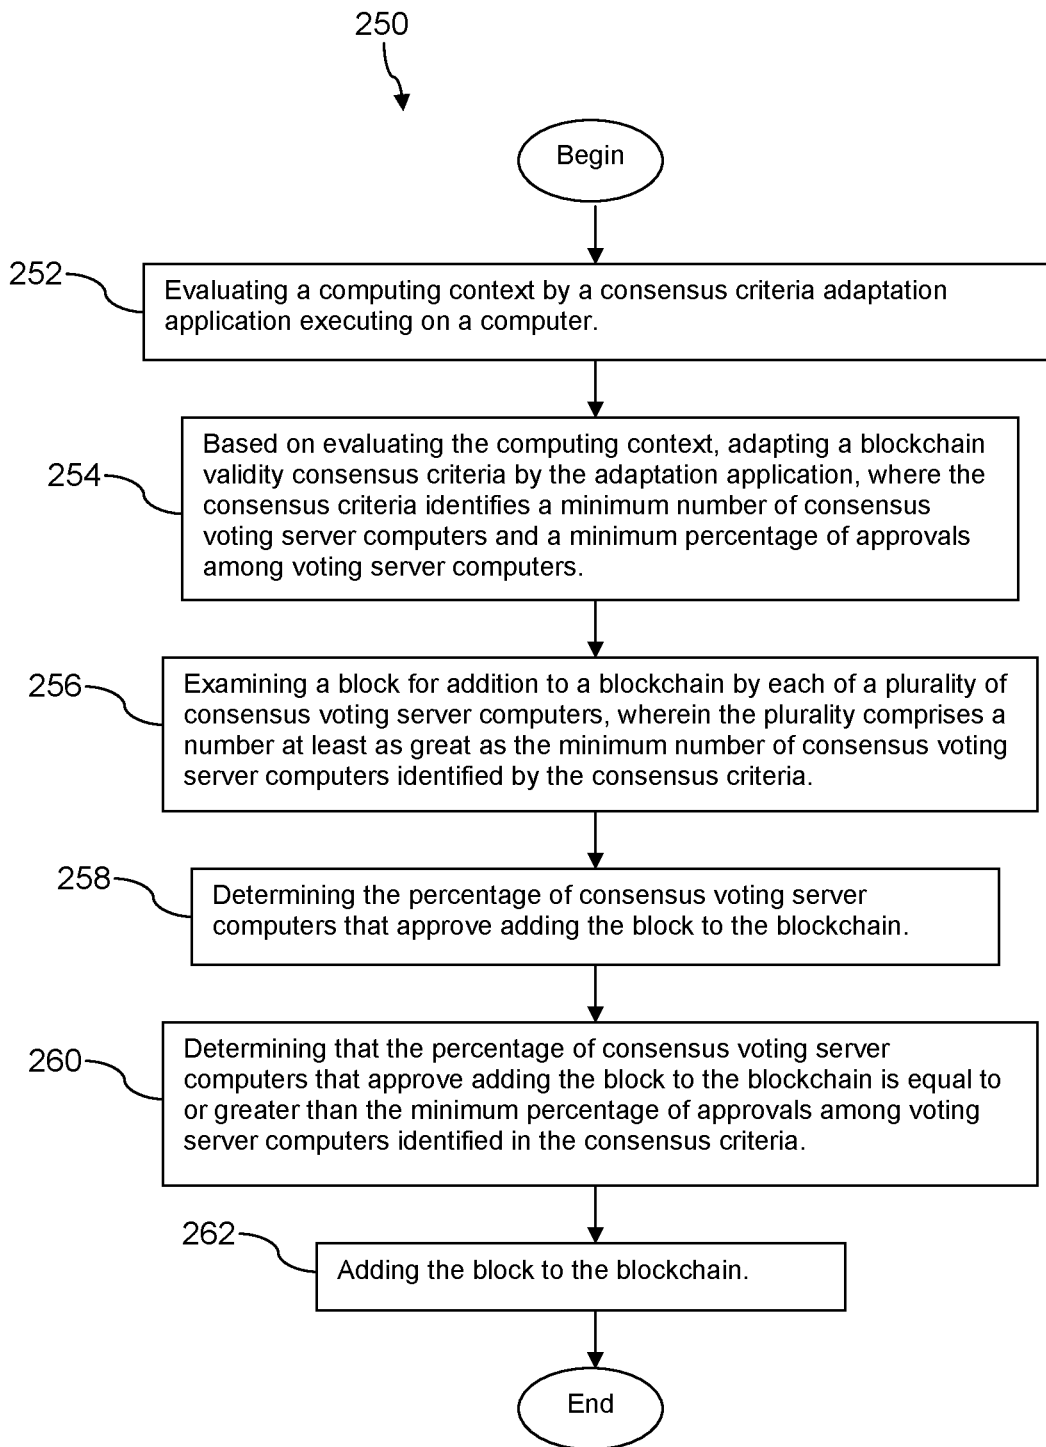 250
Begin
252
Evaluating a computing context by a consensus criteria adaptation
application executing on a computer.
254
Based on evaluating the computing context, adapting a blockchain
validity consensus criteria by the adaptation application, where the
consensus criteria identifies a minimum number of consensus
voting server computers and a minimum percentage of approvals
among voting server computers.
256
Examining a block for addition to a blockchain by each of a plurality of
consensus voting server computers, wherein the plurality comprises a
number at least as great as the minimum number of consensus voting
server computers identified by the consensus criteria.
258
Determining the percentage of consensus voting server
computers that approve adding the block to the blockchain.
260
Determining that the percentage of consensus voting server
computers that approve adding the block to the blockchain is equal to
or greater than the minimum percentage of approvals among voting
server computers identified in the consensus criteria.
262
Adding the block to the blockchain.
End